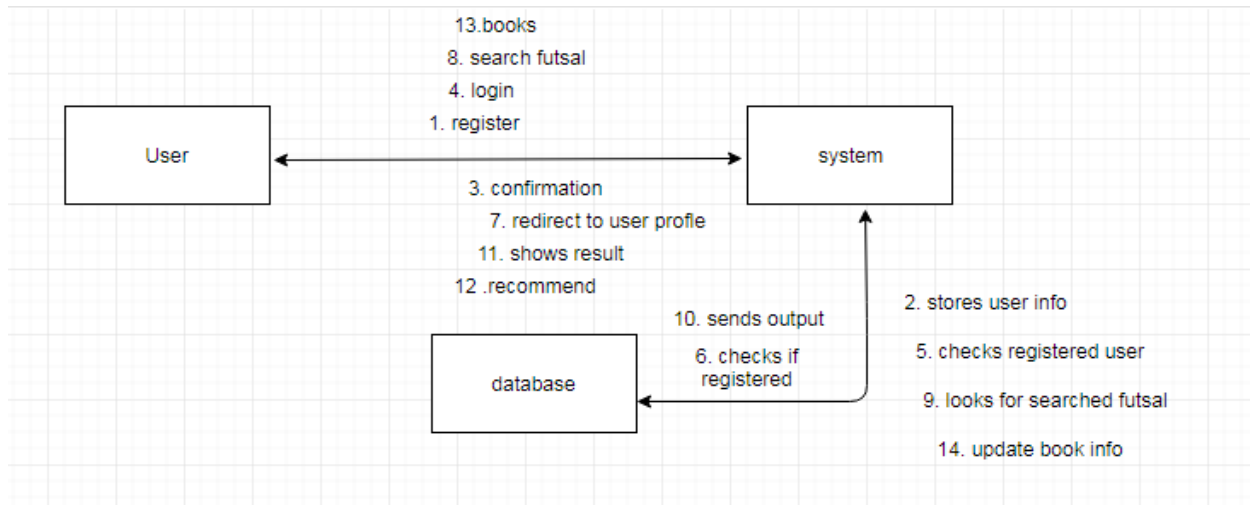 13.books
8. search futsal
4. login
1. register
User
system
3. confirmation
7. redirect to user profle
11. shows result
12 .recommend
2. stores user info
10. sends output
5. checks registered user
6. checks if
registered
database
9. looks for searched futsal
14. update book info